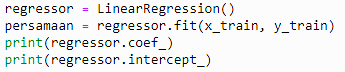 regressor = LinearRegression()
persamaan = regressor.fit(x_train, y_train)
print(regressor.coef_)
print(regressor.intercept_)